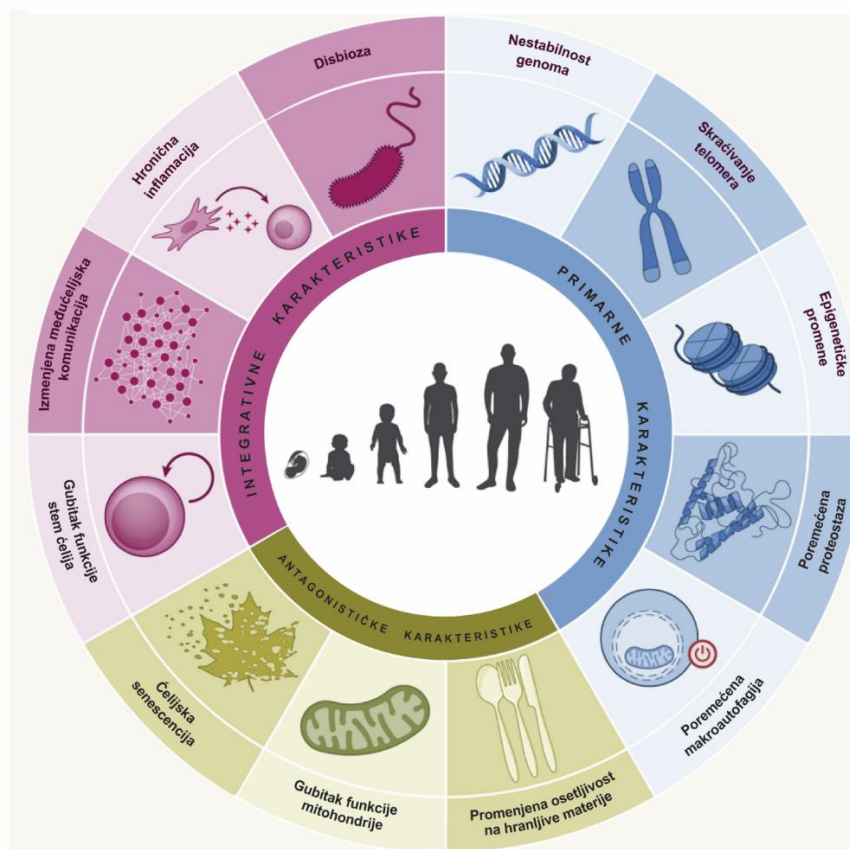 Nestabilnost
genoma
Skraćivanje
telomera
Epigenetičke
promene
Poremećena
proteostaza
Poremećena
makroautofagija
Promenjena osetljivost
na hranljive materije
Gubitak funkcije
mitohondrije
Ćelijska
senescencija
Gubitak funkcije
stem ćelija
Izmenjena međućelijska
komunikacija
Hronična
inflamacija
Disbioza
PRIMARNE KARAKTERISTIKE
ANTAGONISTIČKE KARAKTERISTIKE
INTEGRATIVNE KARAKTERISTIKE